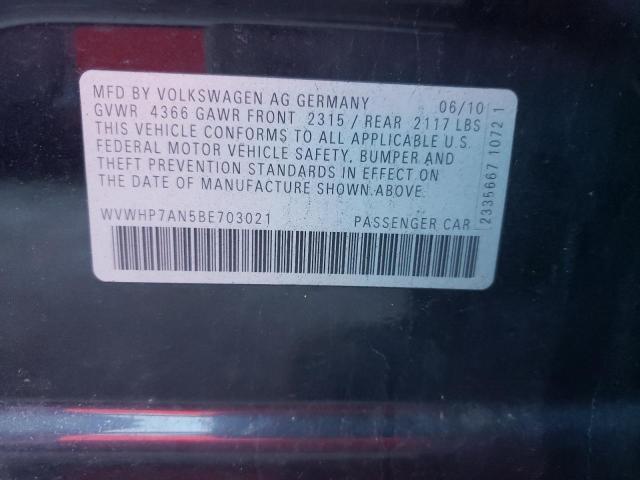 MFD BY VOLKSWAGEN AG GERMANY 06/10
GVWR 4366 GAWR FRONT 2315 / REAR 2117 LBS
THIS VEHICLE CONFORMS TO ALL APPLICABLE U.S.
FEDERAL MOTOR VEHICLE SAFETY, BUMPER AND
THEFT PREVENTION STANDARDS IN EFFECT ON
THE DATE OF MANUFACTURE SHOWN ABOVE.
WVWHP7AN5BE703021 PASSENGER CAR
2335667 1072 1